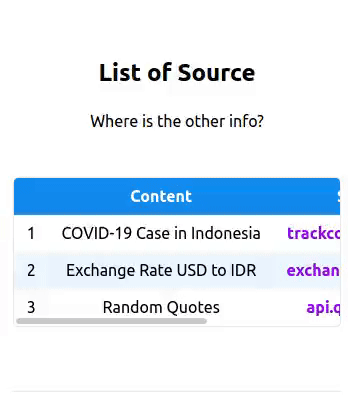 List of Source
Where is the other info?
Content
1 COVID-19 Case in Indonesia
2 Exchange Rate USD to IDR
3 Random Quotes